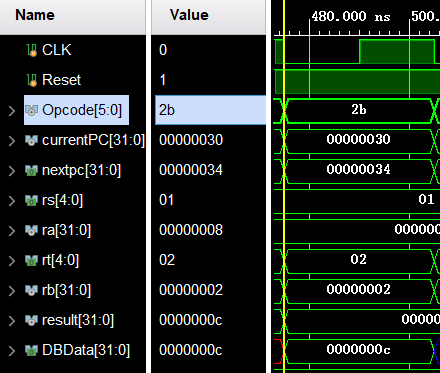 Name Value 480.000 ns 500.
CLK 0
Reset 1
Opcode[5:0] 2b 2b
currentPC[31:0] 00000030 00000030
nextpc[31:0] 00000034 00000034
rs[4:0] 01 01
ra[31:0] 00000008 000000
rt[4:0] 02 02
rb[31:0] 00000002 00000002
result[31:0] 0000000c 00000
DBData[31:0] 0000000c 0000000c